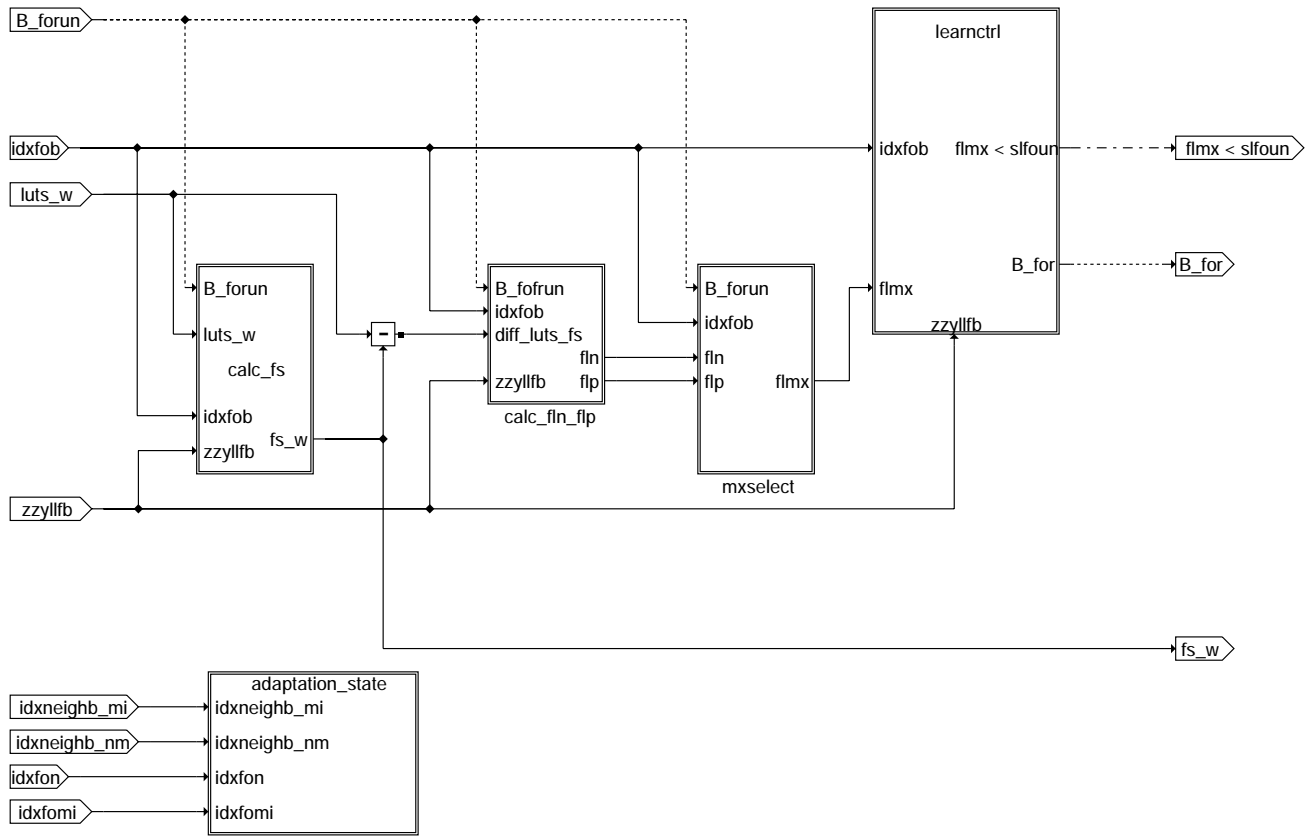 B_forun
learnctrl
idxfob
idxfob
flmx < slfoun
flmx < slfoun
luts_w
B_for
B_for
B_forun
B_fofrun
B_forun
flmx
idxfob
idxfob
zzyllfb
luts_w
-
diff_luts_fs
calc_fs
fln
fln
zzyllfb
flp
flp
flmx
idxfob
calc_fln_flp
fs_w
zzyllfb
mxselect
zzyllfb
fs_w
adaptation_state
idxneighb_mi
idxneighb_mi
idxneighb_nm
idxneighb_nm
idxfon
idxfon
idxfomi
idxfomi